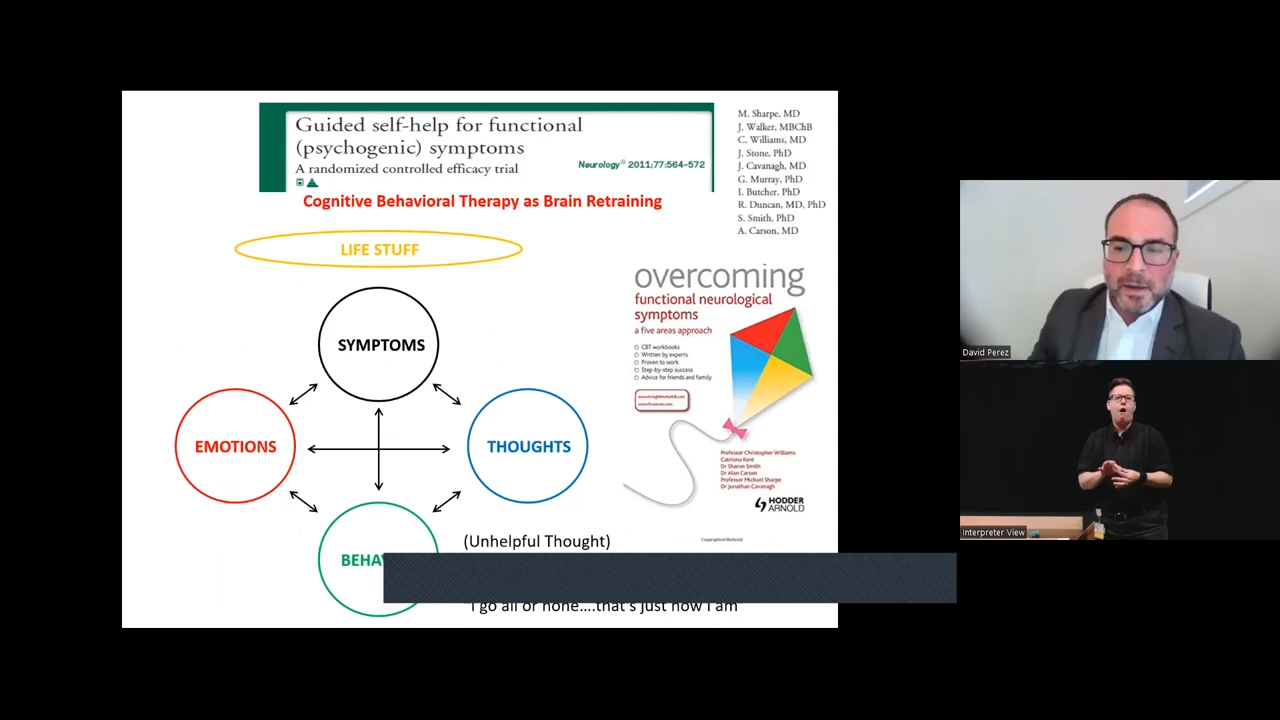 Guided self-help for functional
(psychogenic) symptoms
A randomized controlled efficacy trial
Neurology® 2011;77:564–572
M. Sharpe, MD
J. Walker, MBChB
C. Williams, MD
J. Stone, PhD
J. Cavanagh, MD
G. Murray, PhD
I. Butcher, PhD
R. Duncan, MD, PhD
S. Smith, PhD
A. Carson, MD
Cognitive Behavioral Therapy as Brain Retraining
LIFE STUFF
SYMPTOMS
EMOTIONS
THOUGHTS
BEHA
(Unhelpful Thought)
"I go all or none....that's just how I am"
overcoming
functional neurological
symptoms
a five areas approach
CBT workbooks
Written by experts
Proven to work
Step-by-step success
Advice for friends and family
Professor Christopher Williams
Catriona Kent
Dr Sharon Smith
Dr Alan Carson
Professor Michael Sharpe
Dr Jonathan Cavanagh
HODDER
ARNOLD
Copyrighted Material
David Perez
Interpreter View